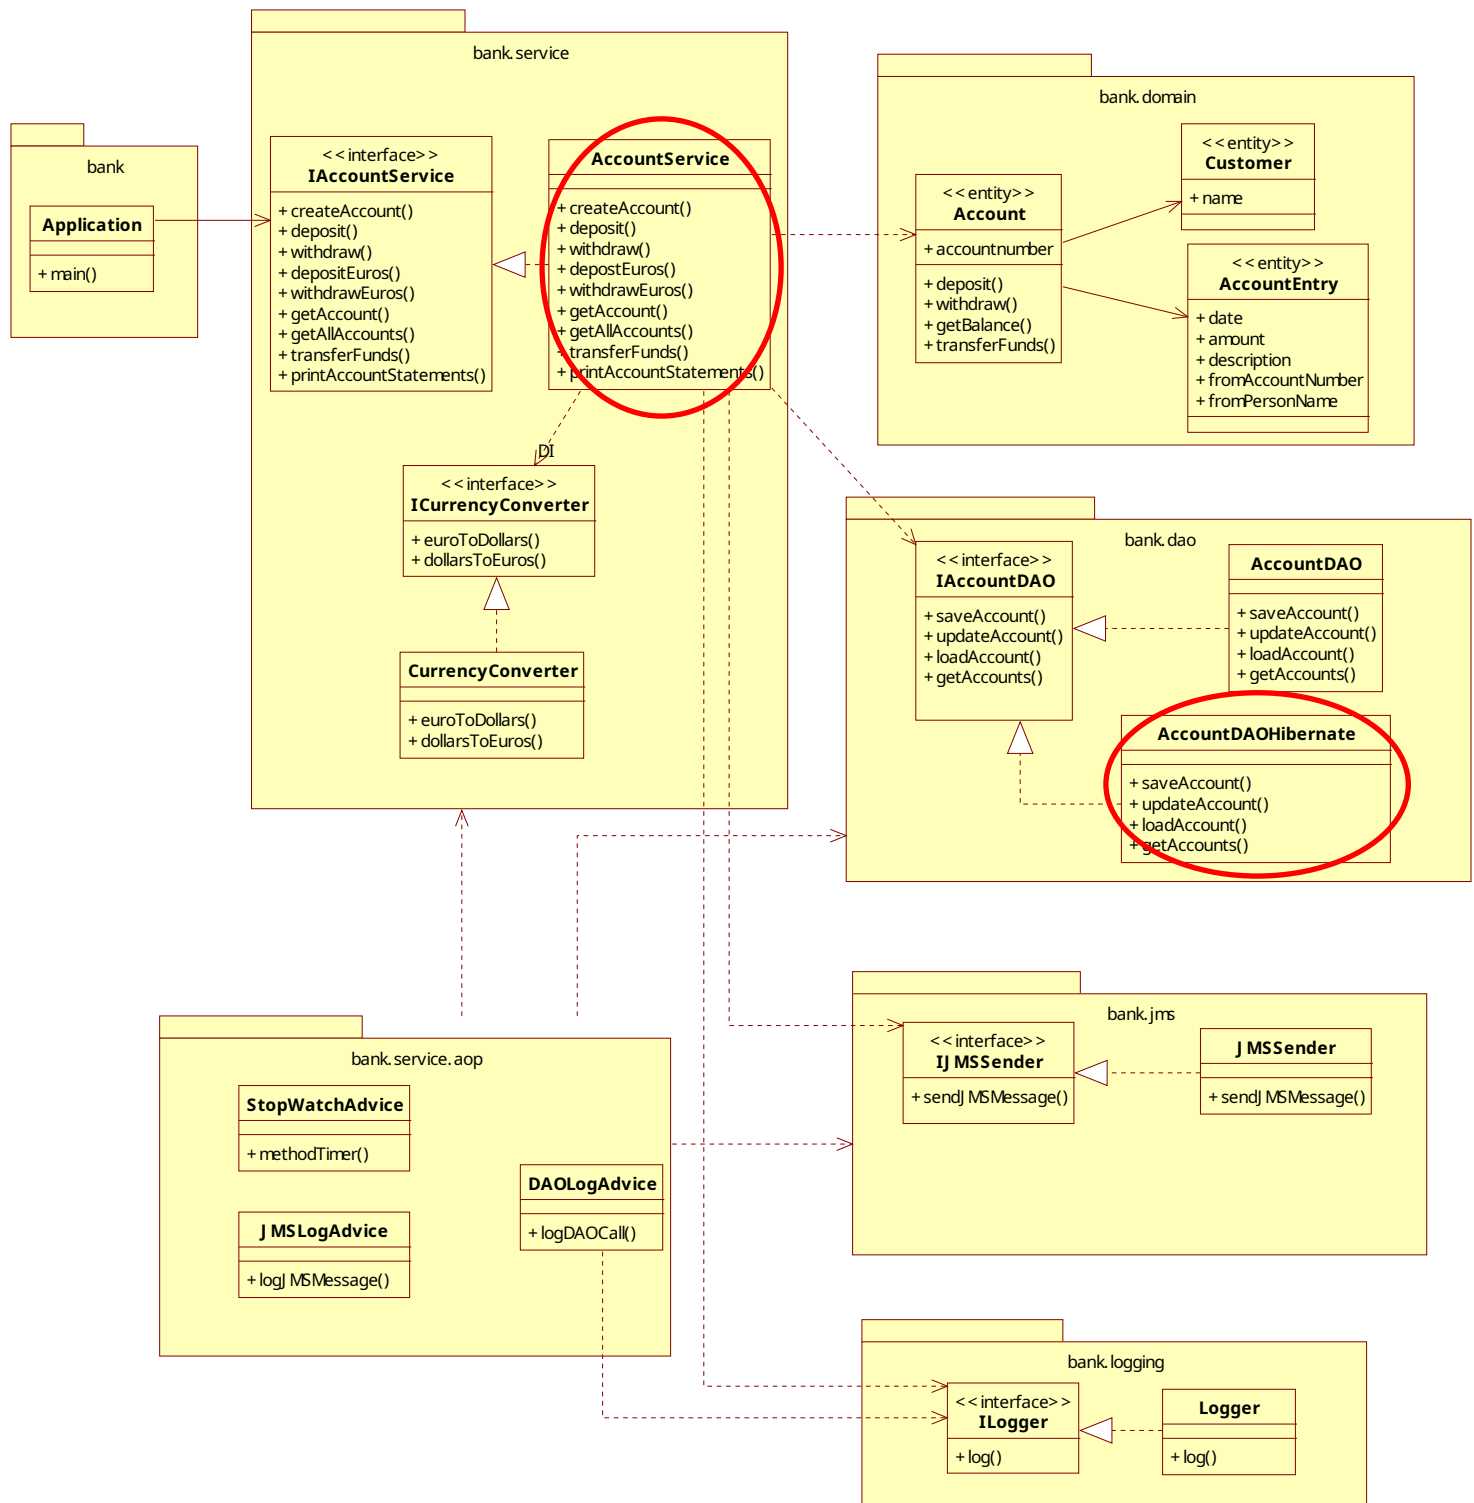 bank.service
bank
Application
+ main()
<<interface>>
IAccountService
+ createAccount()
+ deposit()
+ withdraw()
+ depositEuros()
+ withdrawEuros()
+ getAccount()
+ getAllAccounts()
+ transferFunds()
+ printAccountStatements()
AccountService
+ createAccount()
+ deposit()
+ withdraw()
+ depostEuros()
+ withdrawEuros()
+ getAccount()
+ getAllAccounts()
+ transferFunds()
+ printAccountStatements()
DI
<<interface>>
ICurrencyConverter
+ euroToDollars()
+ dollarsToEuros()
CurrencyConverter
+ euroToDollars()
+ dollarsToEuros()
bank.domain
<<entity>>
Account
+ accountnumber
+ deposit()
+ withdraw()
+ getBalance()
+ transferFunds()
<<entity>>
Customer
+ name
<<entity>>
AccountEntry
+ date
+ amount
+ description
+ fromAccountNumber
+ fromPersonName
bank.dao
<<interface>>
IAccountDAO
+ saveAccount()
+ updateAccount()
+ loadAccount()
+ getAccounts()
AccountDAO
+ saveAccount()
+ updateAccount()
+ loadAccount()
+ getAccounts()
AccountDAOHibernate
+ saveAccount()
+ updateAccount()
+ loadAccount()
+ getAccounts()
bank.service.aop
StopWatchAdvice
+ methodTimer()
JMSLogAdvice
+ logJMSMessage()
DAOLogAdvice
+ logDAOCall()
bank.jms
<<interface>>
IJMSSender
+ sendJMSMessage()
JMSSender
+ sendJMSMessage()
bank.logging
<<interface>>
ILogger
+ log()
Logger
+ log()